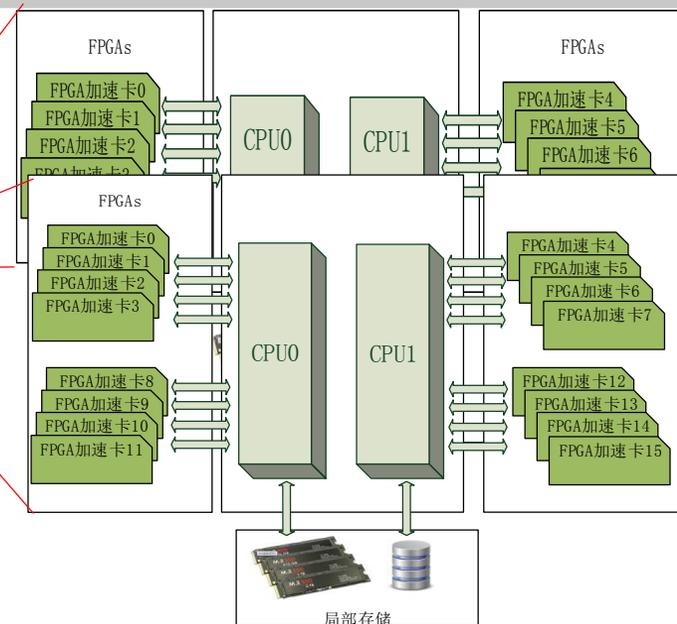 FPGAs
FPGAs
FPGA加速卡0
FPGA加速卡1
FPGA加速卡2
CPU0
CPU1
FPGA加速卡4
FPGA加速卡5
FPGA加速卡6
FPGAs
FPGA加速卡0
FPGA加速卡1
FPGA加速卡2
FPGA加速卡3
FPGA加速卡8
FPGA加速卡9
FPGA加速卡10
FPGA加速卡11
CPU0
CPU1
FPGA加速卡4
FPGA加速卡5
FPGA加速卡6
FPGA加速卡7
FPGA加速卡12
FPGA加速卡13
FPGA加速卡14
FPGA加速卡15
局部存储